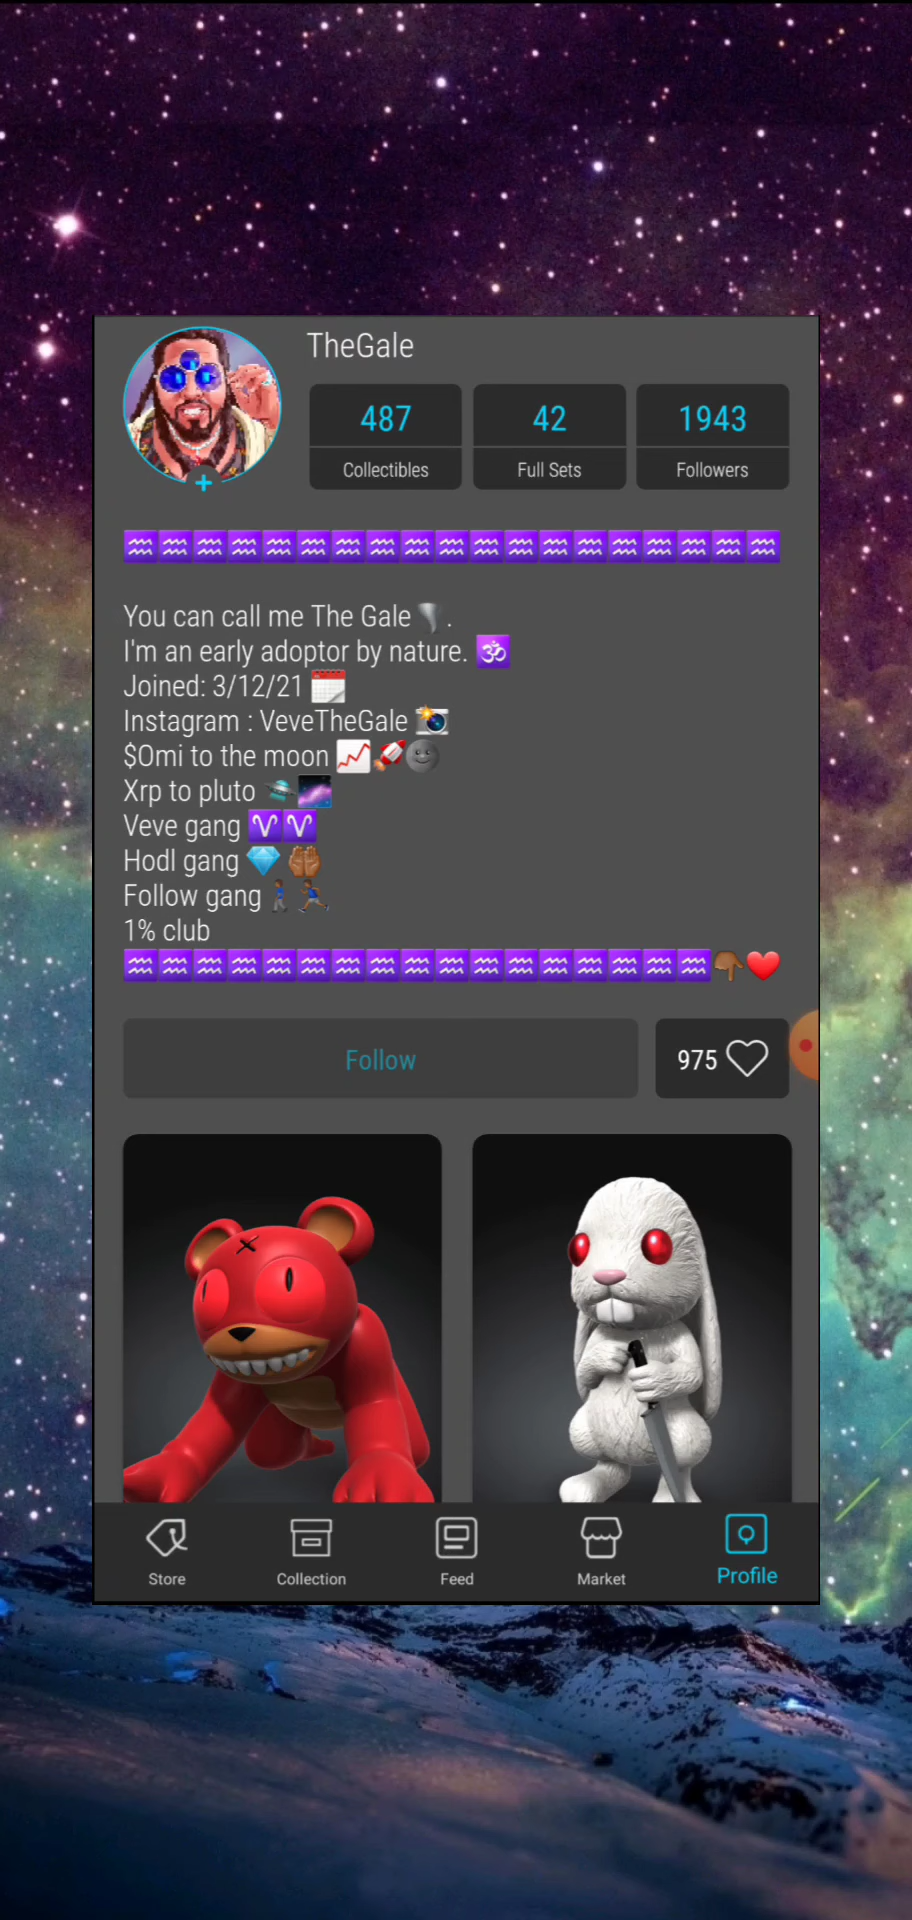 TheGale
487
42
1943
Collectibles
Full Sets
Followers
♒♒♒♒♒♒♒♒♒♒♒♒♒♒♒♒♒♒♒
You can call me The Gale 🌪️.
I'm an early adoptor by nature. 🕉️
Joined: 3/12/21 🗓️
Instagram : VeveTheGale 📸
$Omi to the moon 📈🚀🌚
Xrp to pluto 🛸🌌
Veve gang ♈♈
Hodl gang 💎🤲🏾
Follow gang 🚶🏾🏃🏾
1% club
♒♒♒♒♒♒♒♒♒♒♒♒♒♒♒♒♒👇🏾❤️
Follow
975
Store
Collection
Feed
Market
Profile